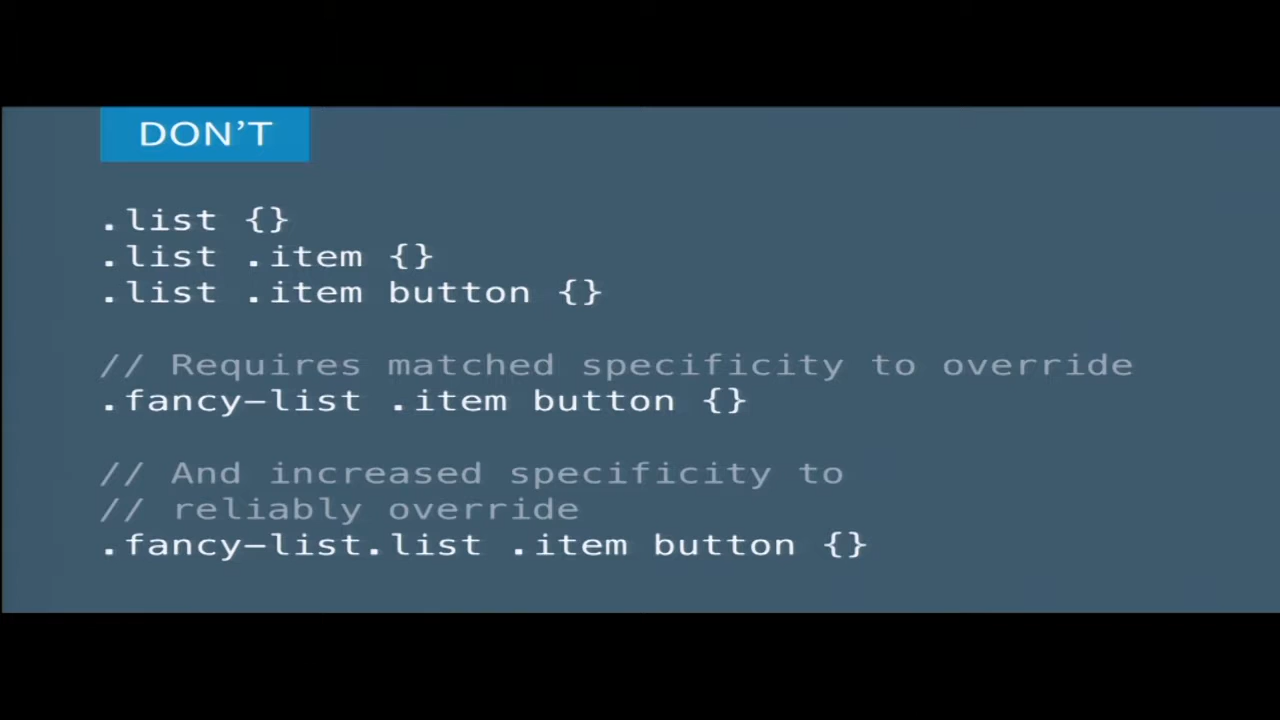 DON’T
.list {}
.list .item {}
.list .item button {}
// Requires matched specificity to override
.fancy-list .item button {}
// And increased specificity to
// reliably override
.fancy-list.list .item button {}